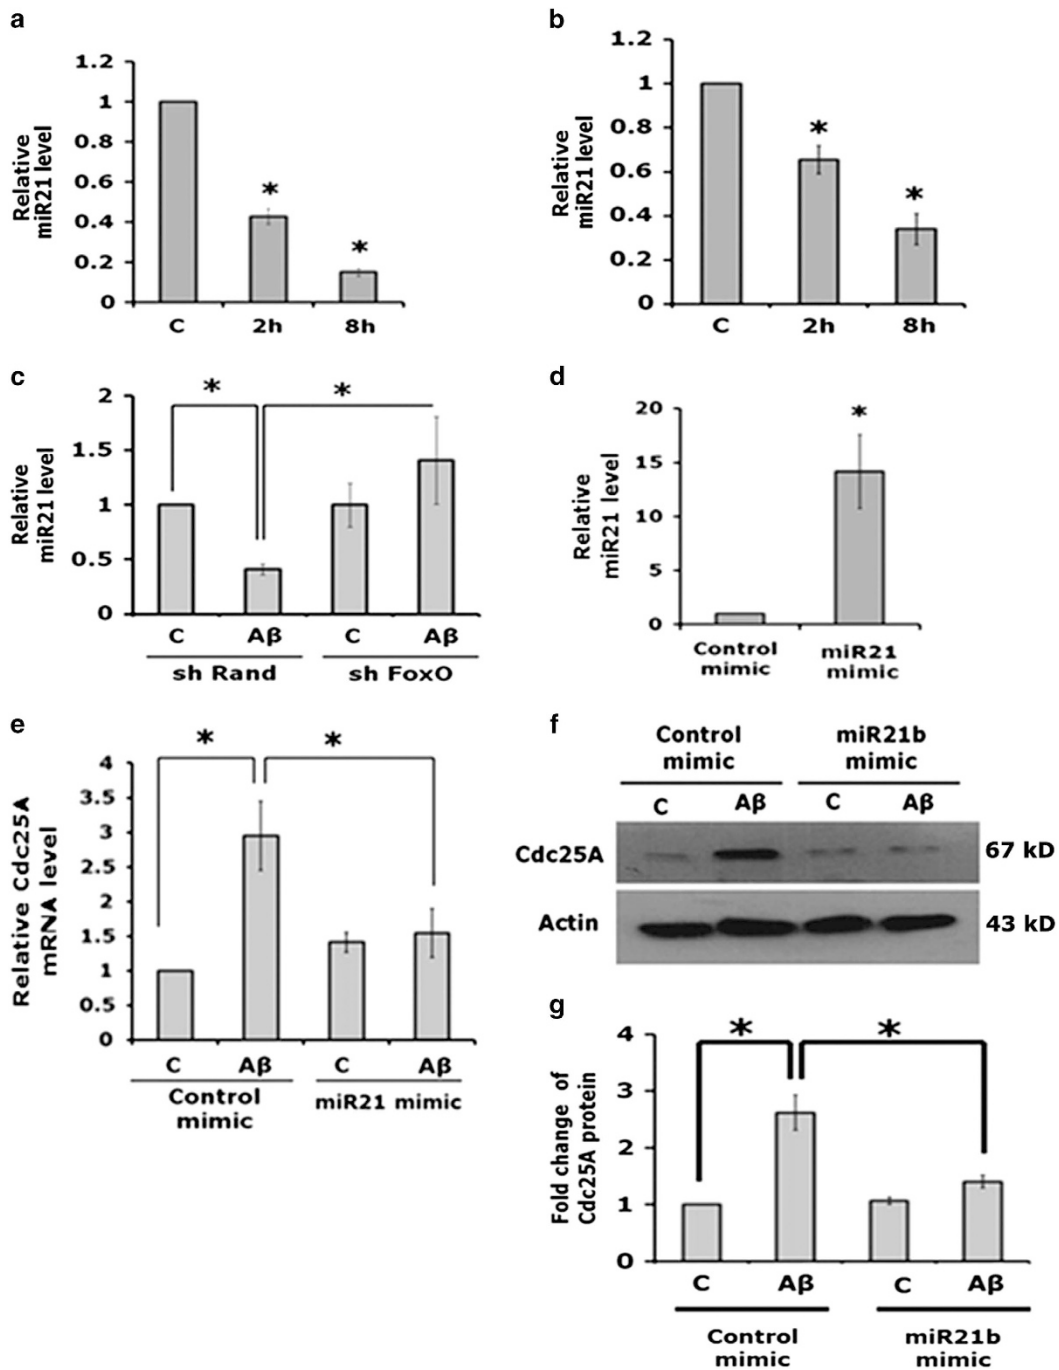 a
1.2
1
0.8
0.6
0.4
0.2
0
Relative
miR21 level
*
*
C 2h 8h
b
1.2
1
0.8
0.6
0.4
0.2
0
Relative
miR21 level
*
*
C 2h 8h
c
2
1.5
1
0.5
0
Relative
miR21 level
* *
C Aβ C Aβ
sh Rand sh FoxO
d
20
15
10
5
0
Relative
miR21 level
*
Control
mimic
miR21
mimic
e
4
3.5
3
2.5
2
1.5
1
0.5
0
Relative Cdc25A
mRNA level
* *
C Aβ C Aβ
Control
mimic
miR21 mimic
f
Control
mimic
miR21b
mimic
C Aβ C Aβ
Cdc25A 67 kD
Actin 43 kD
g
4
3
2
1
0
Fold change of
Cdc25A protein
* *
C Aβ C Aβ
Control
mimic
miR21b
mimic